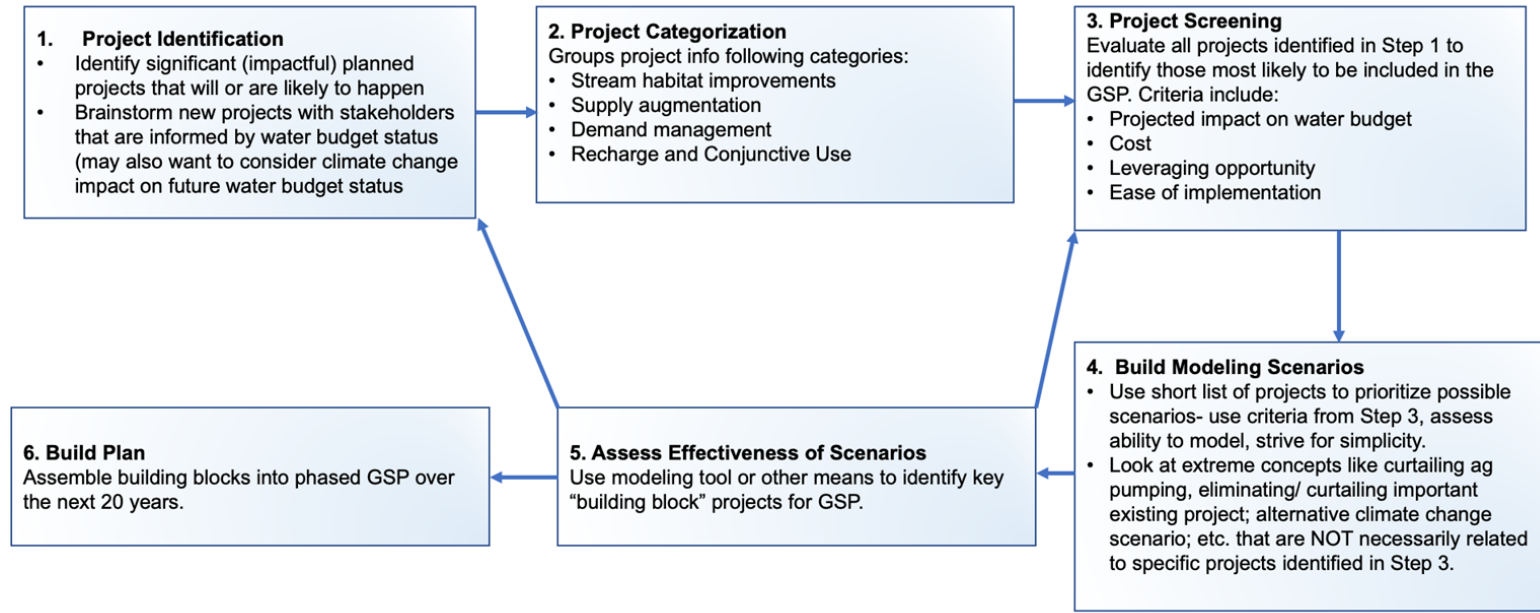 1. Project Identification
• Identify significant (impactful) planned
projects that will or are likely to happen
• Brainstorm new projects with stakeholders
that are informed by water budget status
(may also want to consider climate change
impact on future water budget status
2. Project Categorization
Groups project info following categories:
• Stream habitat improvements
• Supply augmentation
• Demand management
• Recharge and Conjunctive Use
3. Project Screening
Evaluate all projects identified in Step 1 to
identify those most likely to be included in the
GSP. Criteria include:
• Projected impact on water budget
• Cost
• Leveraging opportunity
• Ease of implementation
4. Build Modeling Scenarios
• Use short list of projects to prioritize possible
scenarios- use criteria from Step 3, assess
ability to model, strive for simplicity.
• Look at extreme concepts like curtailing ag
pumping, eliminating/ curtailing important
existing project; alternative climate change
scenario; etc. that are NOT necessarily related
to specific projects identified in Step 3.
5. Assess Effectiveness of Scenarios
Use modeling tool or other means to identify key
“building block” projects for GSP.
6. Build Plan
Assemble building blocks into phased GSP over
the next 20 years.